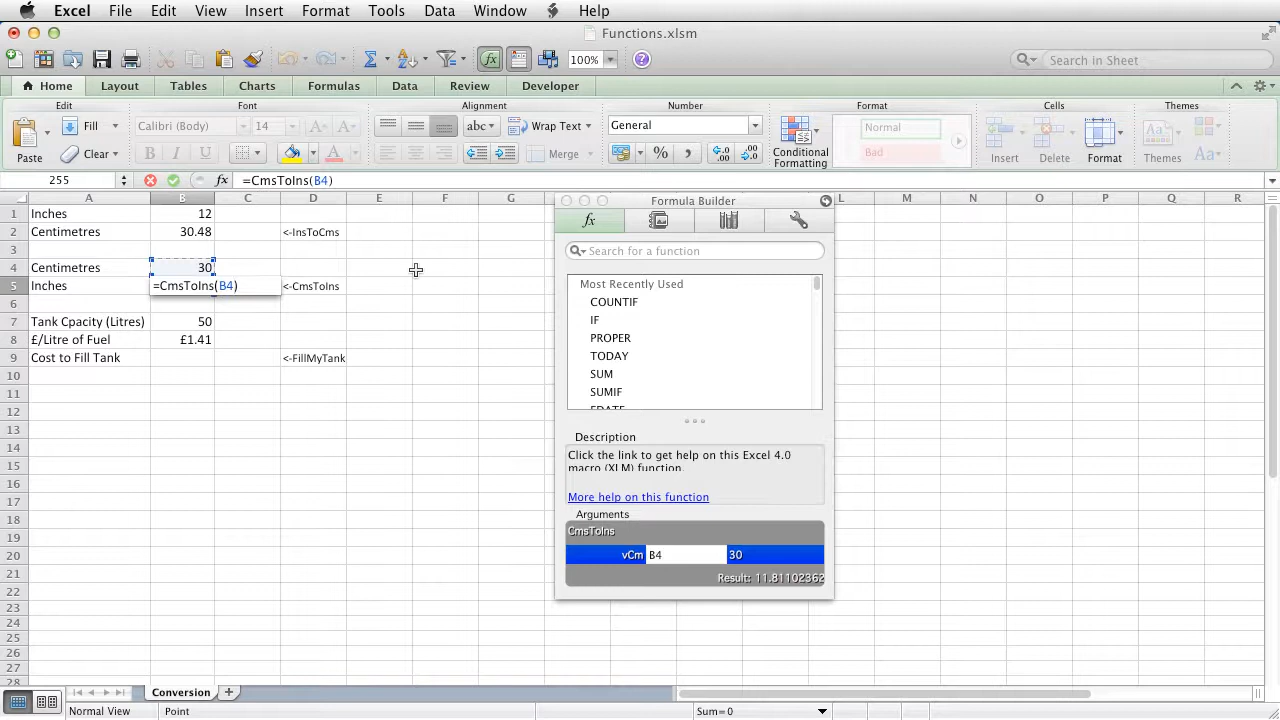 Excel File Edit View Insert Format Tools Data Window Help
Functions.xlsm
100% Search in Sheet
Home Layout Tables Charts Formulas Data Review Developer
Edit Font Alignment Number Format Cells Themes
Paste Fill Clear Calibri (Body) 14 abc Wrap Text Merge General Conditional Formatting Normal Bad Insert Delete Format Themes Aa
255 fx =CmsToIns(B4)
A B C D E F G L M N O P Q R
1 Inches 12
2 Centimetres 30.48 <-InsToCms
3
4 Centimetres 30
5 Inches =CmsToIns(B4) <-CmsToIns
6
7 Tank Cpacity (Litres) 50
8 £/Litre of Fuel £1.41
9 Cost to Fill Tank <-FillMyTank
10
11
12
13
14
15
16
17
18
19
20
21
22
23
24
25
26
27
28
Formula Builder
fx
Search for a function
Most Recently Used
COUNTIF
IF
PROPER
TODAY
SUM
SUMIF
EDATE
Description
Click the link to get help on this Excel 4.0
macro (XLM) function.
More help on this function
Arguments
CmsToIns
vCm B4 30
Result: 11.81102362
Conversion
Normal View Point Sum=0